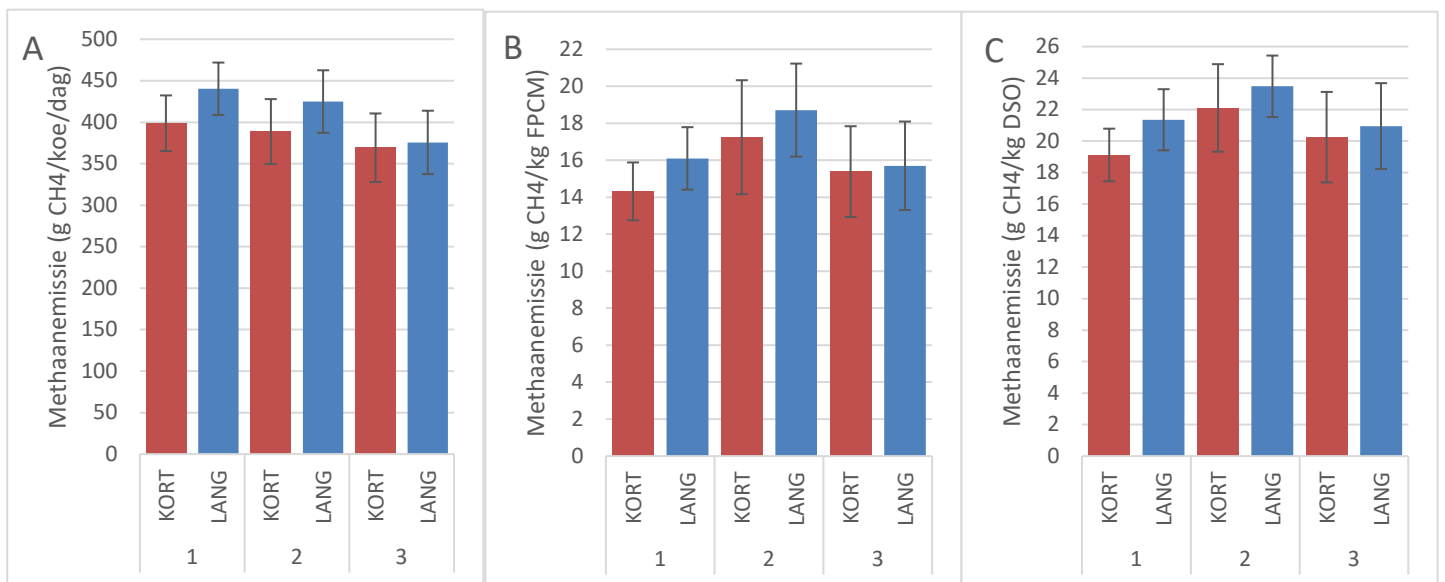 A
Methaanemissie (g CH4/koe/dag)
500
450
400
350
300
250
200
150
100
50
0
KORT
LANG
KORT
LANG
KORT
LANG
1
2
3
B
Methaanemissie (g CH4/kg FPCM)
22
20
18
16
14
12
10
8
6
4
2
0
KORT
LANG
KORT
LANG
KORT
LANG
1
2
3
C
Methaanemissie (g CH4/kg DSO)
26
24
22
20
18
16
14
12
10
8
6
4
2
0
KORT
LANG
KORT
LANG
KORT
LANG
1
2
3